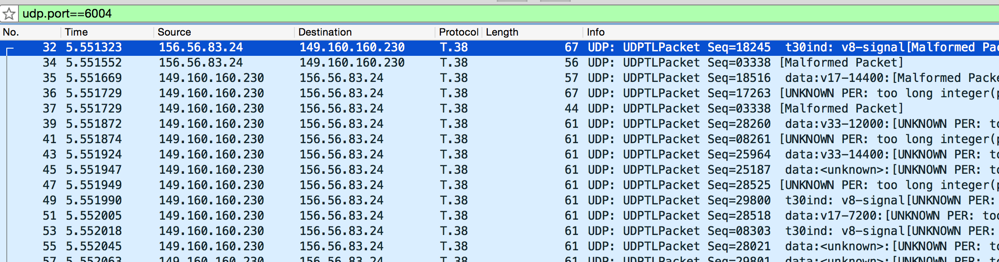 udp.port==6004
No. Time Source Destination Protocol Length Info
32 5.551323 156.56.83.24 149.160.160.230 T.38 67 UDP: UDPTLPacket Seq=18245 t30ind: v8-signal[Malformed Pac
34 5.551552 156.56.83.24 149.160.160.230 T.38 56 UDP: UDPTLPacket Seq=03338 [Malformed Packet]
35 5.551669 149.160.160.230 156.56.83.24 T.38 57 UDP: UDPTLPacket Seq=18516 data:v17-14400:[Malformed Packe
36 5.551729 149.160.160.230 156.56.83.24 T.38 67 UDP: UDPTLPacket Seq=17263 [UNKNOWN PER: too long integer(p
37 5.551729 149.160.160.230 156.56.83.24 T.38 44 UDP: UDPTLPacket Seq=03338 [Malformed Packet]
39 5.551872 149.160.160.230 156.56.83.24 T.38 61 UDP: UDPTLPacket Seq=28260 data:v33-12000:[UNKNOWN PER: to
41 5.551874 149.160.160.230 156.56.83.24 T.38 61 UDP: UDPTLPacket Seq=08261 [UNKNOWN PER: too long integer(p
43 5.551924 149.160.160.230 156.56.83.24 T.38 61 UDP: UDPTLPacket Seq=25964 data:v33-14400:[UNKNOWN PER: to
45 5.551947 149.160.160.230 156.56.83.24 T.38 61 UDP: UDPTLPacket Seq=25187 data:<unknown>:[UNKNOWN PER: to
47 5.551949 149.160.160.230 156.56.83.24 T.38 61 UDP: UDPTLPacket Seq=28525 [UNKNOWN PER: too long integer(p
49 5.551990 149.160.160.230 156.56.83.24 T.38 61 UDP: UDPTLPacket Seq=29800 t30ind: v8-signal[UNKNOWN PER:
51 5.552005 149.160.160.230 156.56.83.24 T.38 61 UDP: UDPTLPacket Seq=28518 data:v17-7200:[UNKNOWN PER: too
53 5.552018 149.160.160.230 156.56.83.24 T.38 61 UDP: UDPTLPacket Seq=08303 t30ind: v8-signal[UNKNOWN PER:
55 5.552045 149.160.160.230 156.56.83.24 T.38 61 UDP: UDPTLPacket Seq=28021 data:<unknown>:[UNKNOWN PER: to
57 5.552063 149.160.160.230 156.56.83.24 T.38 61 UDP: UDPTLPacket Seq=29801 data:<unknown>:[UNKNOWN PER: to